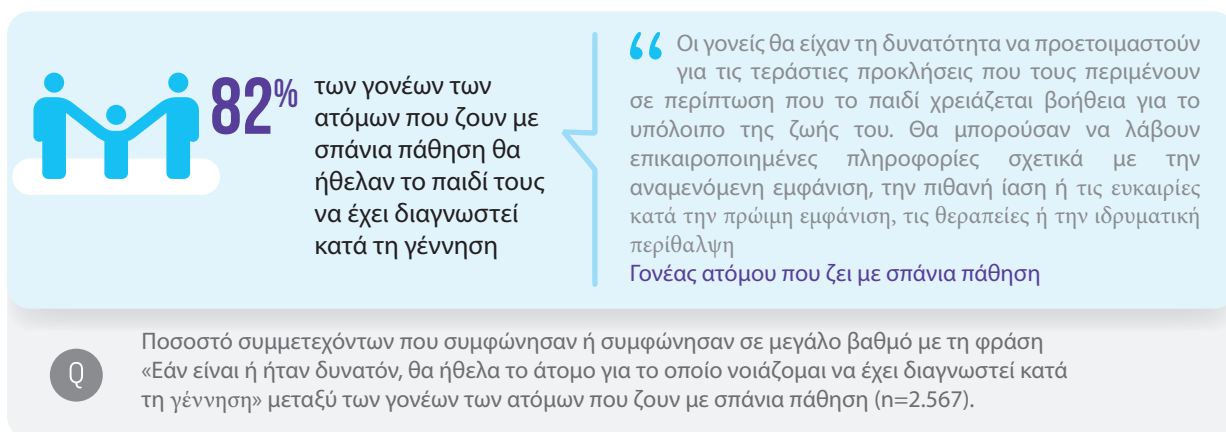 82%
των γονέων των
ατόμων που ζουν με
σπάνια πάθηση θα
ήθελαν το παιδί τους
να έχει διαγνωστεί
κατά τη γέννηση
“ Οι γονείς θα είχαν τη δυνατότητα να προετοιμαστούν
για τις τεράστιες προκλήσεις που τους περιμένουν
σε περίπτωση που το παιδί χρειάζεται βοήθεια για το
υπόλοιπο της ζωής του. Θα μπορούσαν να λάβουν
επικαιροποιημένες πληροφορίες σχετικά με την
αναμενόμενη εμφάνιση, την πιθανή ίαση ή τις ευκαιρίες
κατά την πρώιμη εμφάνιση, τις θεραπείες ή την ιδρυματική
περίθαλψη
Γονέας ατόμου που ζει με σπάνια πάθηση
Q
Ποσοστό συμμετεχόντων που συμφώνησαν ή συμφώνησαν σε μεγάλο βαθμό με τη φράση
«Εάν είναι ή ήταν δυνατόν, θα ήθελα το άτομο για το οποίο νοιάζομαι να έχει διαγνωστεί κατά
τη γέννηση» μεταξύ των γονέων των ατόμων που ζουν με σπάνια πάθηση (n=2.567).